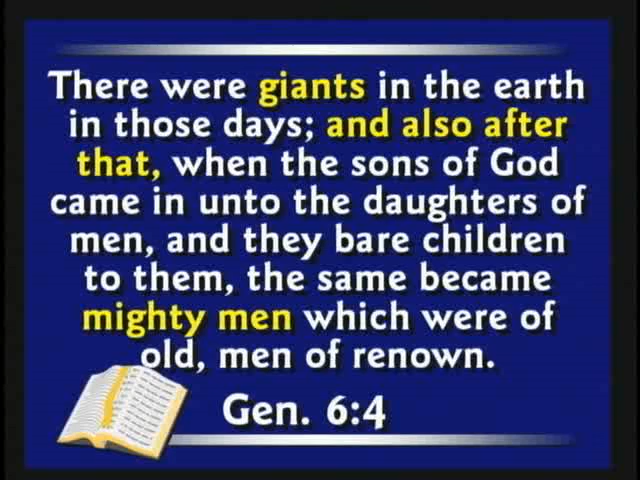 There were giants in the earth
in those days; and also after
that, when the sons of God
came in unto the daughters of
men, and they bare children
to them, the same became
mighty men which were of
old, men of renown.
Gen. 6:4